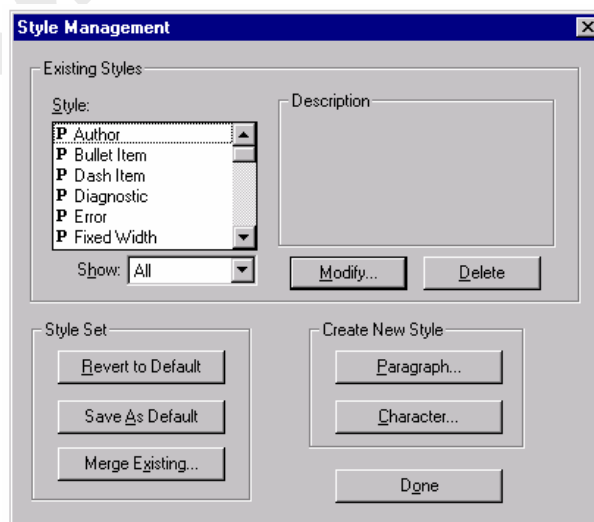 Style Management
Existing Styles
Style:
P Author
P Bullet Item
P Dash Item
P Diagnostic
P Error
P Fixed Width
Show: All
Description
Modify...
Delete
Style Set
Revert to Default
Save As Default
Merge Existing...
Create New Style
Paragraph...
Character...
Done